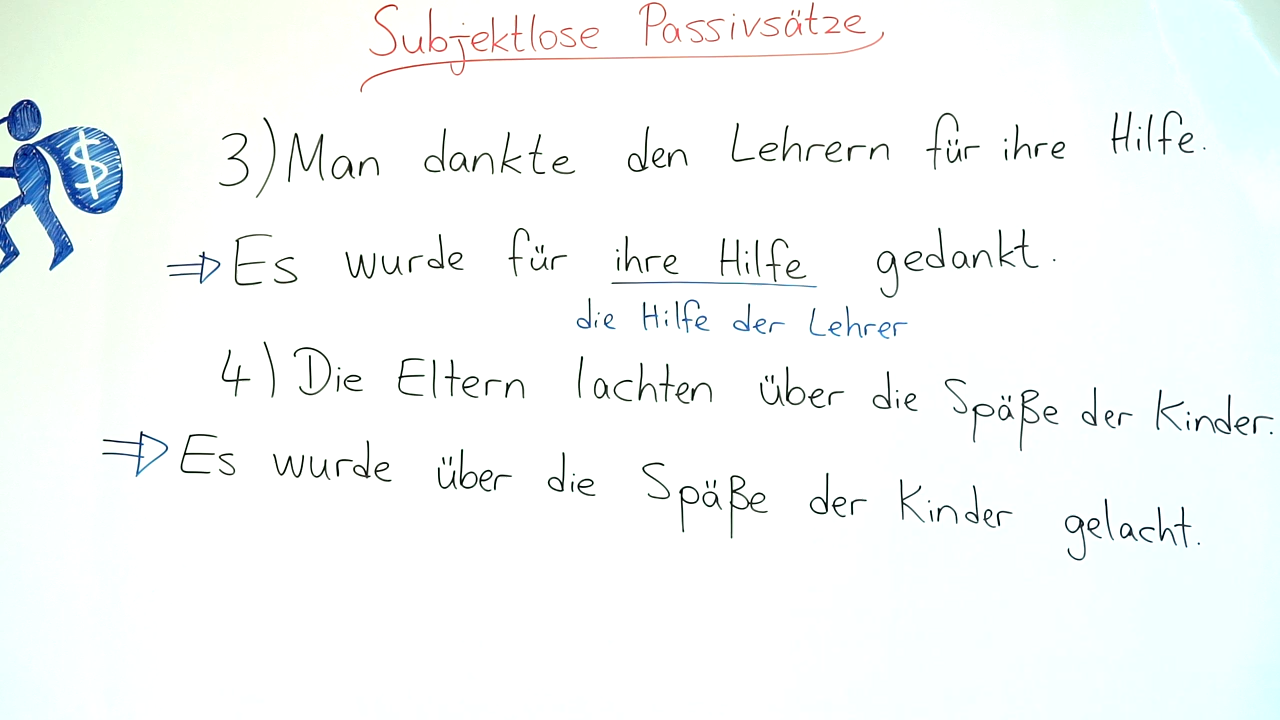 Subjektlose Passivsätze
3) Man dankte den Lehrern für ihre Hilfe.
⇒ Es wurde für ihre Hilfe gedankt.
die Hilfe der Lehrer
4) Die Eltern lachten über die Späße der Kinder.
⇒ Es wurde über die Späße der Kinder gelacht.
$